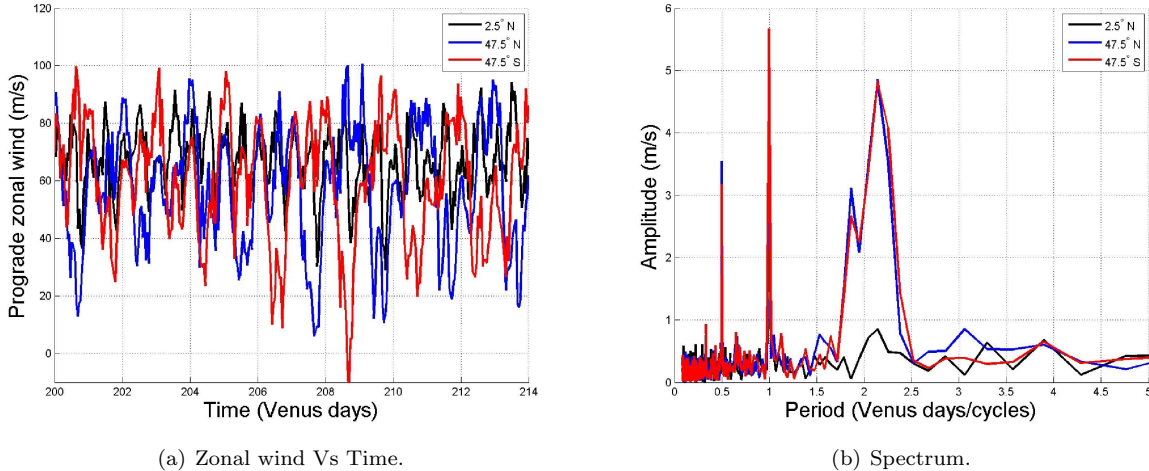 120
100
80
60
40
20
0
200
202
204
206
208
210
212
214
Prograde zonal wind (m/s)
Time (Venus days)
2.5° N
47.5° N
47.5° S
(a) Zonal wind Vs Time.
6
5
4
3
2
1
0
0
0.5
1
1.5
2
2.5
3
3.5
4
4.5
5
Amplitude (m/s)
Period (Venus days/cycles)
2.5° N
47.5° N
47.5° S
(b) Spectrum.